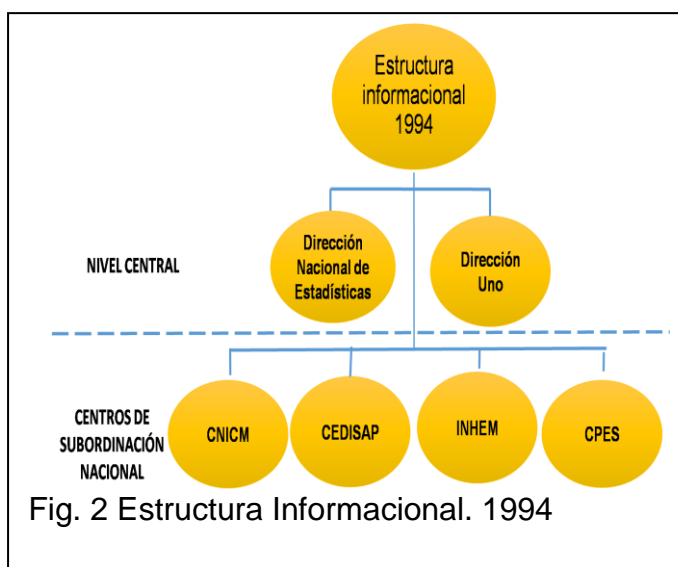 Estructura
informacional
1994
NIVEL CENTRAL
Dirección
Nacional de
Estadísticas
Dirección
Uno
CENTROS DE
SUBORDINACIÓN
NACIONAL
CNICM
CEDISAP
INHEM
CPES
Fig. 2 Estructura Informacional. 1994